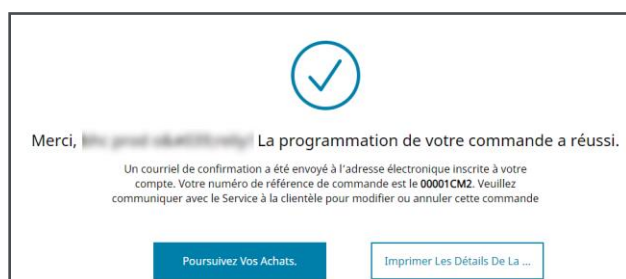 Merci, La programmation de votre commande a réussi.
Un courriel de confirmation a été envoyé à l'adresse électronique inscrite à votre
compte. Votre numéro de référence de commande est le 00001CM2. Veuillez
communiquer avec le Service à la clientèle pour modifier ou annuler cette commande
Poursuivez Vos Achats.
Imprimer Les Détails De La ...